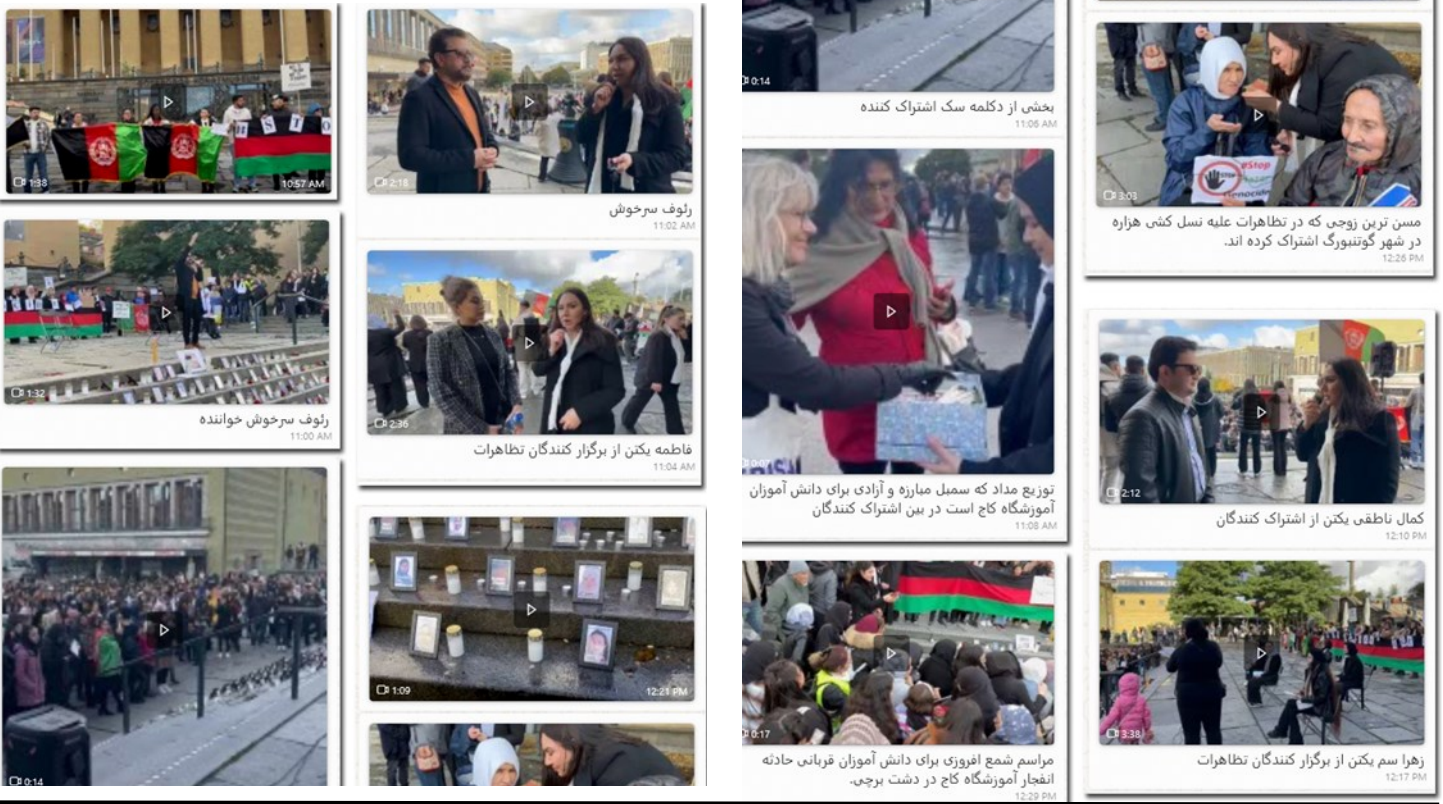 1:38
10:57 AM
1:32
رئوف سرخوش خواننده
11:00 AM
0:14
2:18
رئوف سرخوش
11:02 AM
2:36
فاطمه یکتن از برگزار کنندگان تظاهرات
11:04 AM
1:09
12:21 PM
0:14
بخشی از دکلمه سک اشتراک کننده
11:06 AM
0:07
توزیع مداد که سمبل مبارزه و آزادی برای دانش آموزان
آموزشگاه کاج است در بین اشتراک کنندگان
11:08 AM
0:17
مراسم شمع افروزی برای دانش آموزان قربانی حادثه
انفجار آموزشگاه کاج در دشت برچی.
12:29 PM
#Stop
STOP
Genocide
3:03
مسن ترین زوجی که در تظاهرات علیه نسل کشی هزاره
در شهر گوتنبورگ اشتراک کرده اند.
12:26 PM
2:12
کمال ناطقی یکتن از اشتراک کنندگان
12:10 PM
3:38
زهرا سم یکتن از برگزار کنندگان تظاهرات
12:17 PM